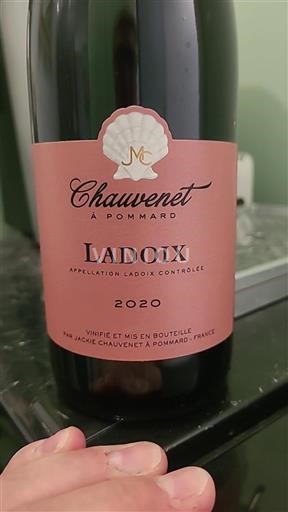 JMC
Chauvenet
À POMMARD
LADOIX
APPELLATION LADOIX CONTRÔLÉE
2020
VINIFIÉ ET MIS EN BOUTEILLE
PAR JACKIE CHAUVENET À POMMARD - FRANCE